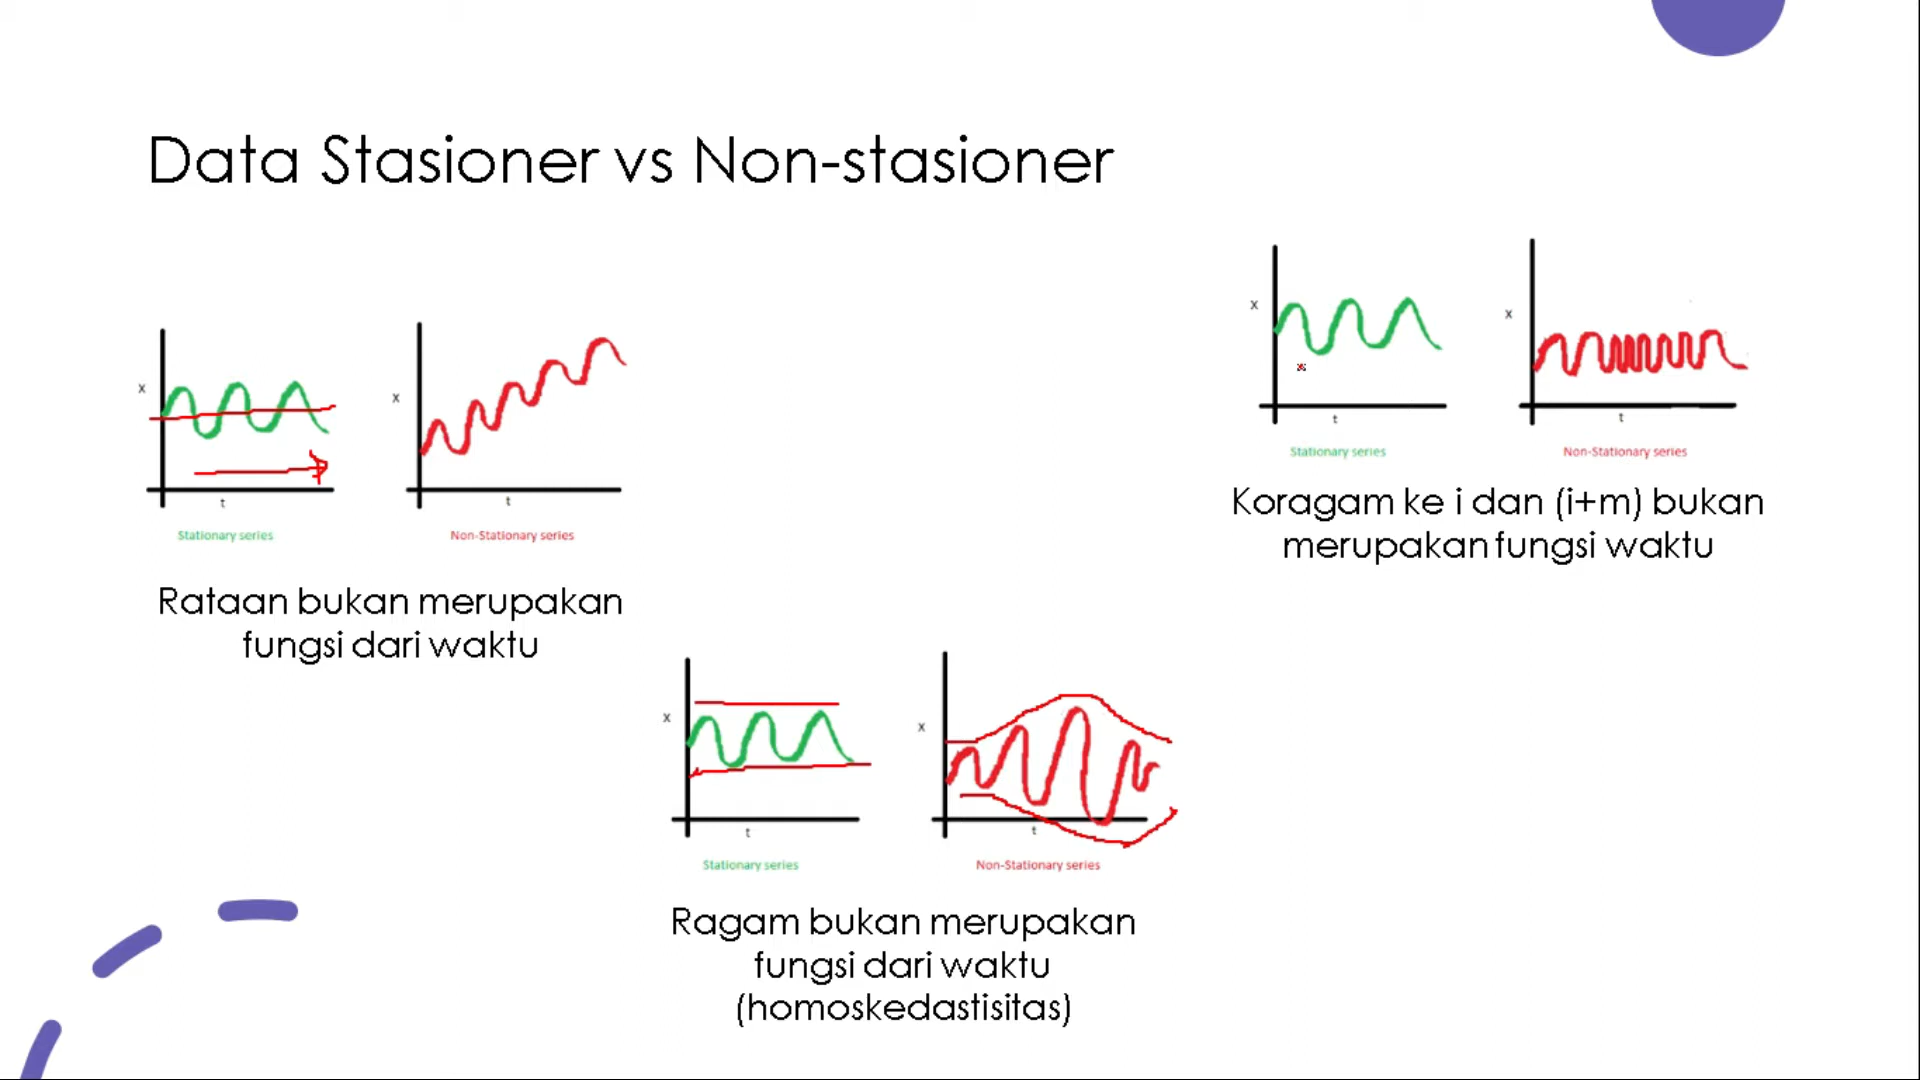 Data Stasioner vs Non-stasioner
x
t
Stationary series
x
t
Non-Stationary series
Rataan bukan merupakan
fungsi dari waktu
x
t
Stationary series
x
t
Non-Stationary series
Ragam bukan merupakan
fungsi dari waktu
(homoskedastisitas)
x
t
Stationary series
x
t
Non-Stationary series
Koragam ke i dan (i+m) bukan
merupakan fungsi waktu